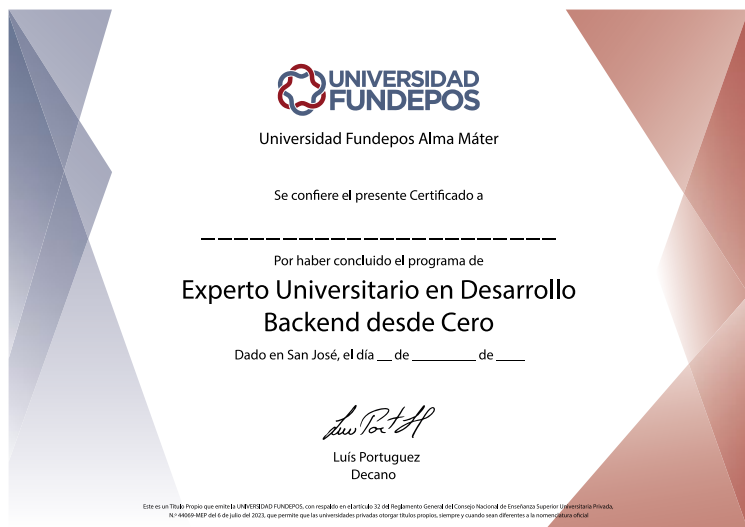 UNIVERSIDAD
FUNDEPOS
Universidad Fundepos Alma Máter
Se confiere el presente Certificado a
Por haber concluido el programa de
Experto Universitario en Desarrollo
Backend desde Cero
Dado en San José, el día __ de ________ de ____
Luís Portuguez
Decano
Este es un Título Propio que emite la UNIVERSIDAD FUNDEPOS, con respaldo en el artículo 32 del Reglamento General del Consejo Nacional de Enseñanza Superior Universitaria Privada,
N.º 44069-MEP del 6 de julio del 2023, que permite que las universidades privadas otorgar títulos propios, siempre y cuando sean diferentes a la nomenclatura oficial